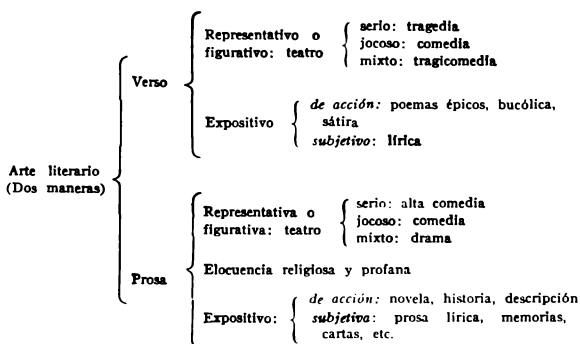 Representativo o
figurativo: teatro
serio: tragedia
jocoso: comedia
mixto: tragicomedia
Verso
Expositivo
de acción: poemas épicos, bucólica,
sátira
subjetivo: lírica
Arte literario
(Dos maneras)
Representativa o
figurativa: teatro
serio: alta comedia
jocoso: comedia
mixto: drama
Prosa
Elocuencia religiosa y profana
Expositivo:
de acción: novela, historia, descripción
subjetiva: prosa lírica, memorias,
cartas, etc.